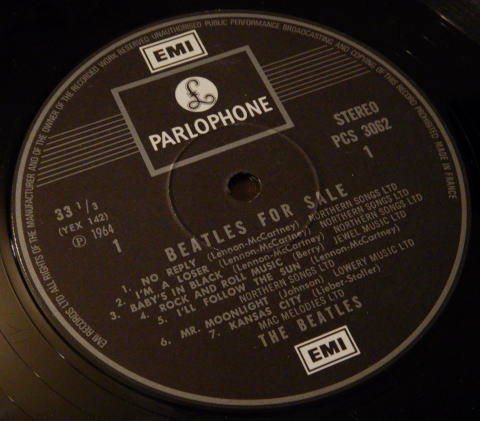 EMI RECORDS LTD ALL RIGHTS OF THE MANUFACTURER AND OF THE OWNER OF THE RECORDED WORK RESERVED UNAUTHORISED PUBLIC PERFORMANCE BROADCASTING AND COPYING OF THIS RECORD PROHIBITED MADE IN FRANCE
EMI
£
PARLOPHONE
STEREO
PCS 3062
1
33 1/3
(YEX 142)
Ⓟ 1964
1
BEATLES FOR SALE
1. NO REPLY (Lennon-McCartney) NORTHERN SONGS LTD
2. I'M A LOSER (Lennon-McCartney) NORTHERN SONGS LTD
3. BABY'S IN BLACK (Lennon-McCartney) NORTHERN SONGS LTD
4. ROCK AND ROLL MUSIC (Berry) JEWEL MUSIC LTD
5. I'LL FOLLOW THE SUN (Lennon-McCartney)
NORTHERN SONGS LTD
6. MR. MOONLIGHT (Johnson) LOWERY MUSIC LTD
7. KANSAS CITY (Lieber-Stoller)
MAC MELODIES LTD
THE BEATLES
EMI